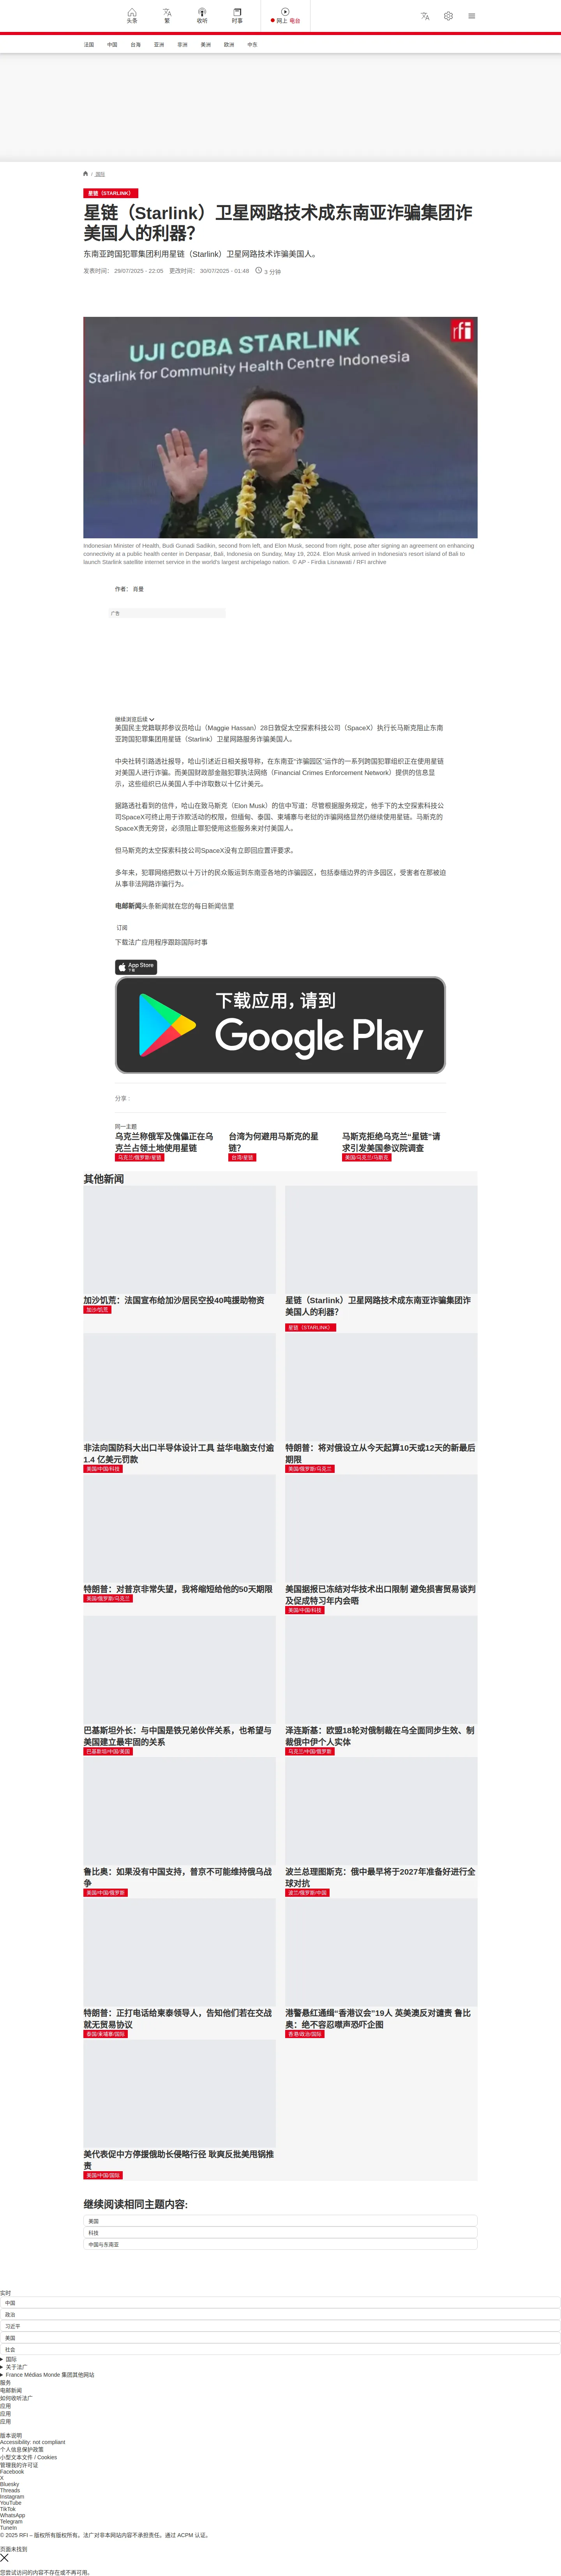 头条
繁
收听
时事
网上 电台
法国
中国
台海
亚洲
非洲
美洲
欧洲
中东
/ 国际
星链（STARLINK）
星链（Starlink）卫星网路技术成东南亚诈骗集团诈
美国人的利器？
东南亚跨国犯罪集团利用星链（Starlink）卫星网路技术诈骗美国人。
发表时间： 29/07/2025 - 22:05 更改时间： 30/07/2025 - 01:48 3 分钟
UJI COBA STARLINK
Starlink for Community Health Centre Indonesia
rfi
Indonesian Minister of Health, Budi Gunadi Sadikin, second from left, and Elon Musk, second from right, pose after signing an agreement on enhancing
connectivity at a public health center in Denpasar, Bali, Indonesia on Sunday, May 19, 2024. Elon Musk arrived in Indonesia's resort island of Bali to
launch Starlink satellite internet service in the world's largest archipelago nation. © AP - Firdia Lisnawati / RFI archive
作者： 肖曼
广告
继续浏览后续
美国民主党籍联邦参议员哈山（Maggie Hassan）28日敦促太空探索科技公司（SpaceX）执行长马斯克阻止东南
亚跨国犯罪集团用星链（Starlink）卫星网路服务诈骗美国人。
中央社转引路透社报导，哈山引述近日相关报导称，在东南亚“诈骗园区”运作的一系列跨国犯罪组织正在使用星链
对美国人进行诈骗。而美国财政部金融犯罪执法网络（Financial Crimes Enforcement Network）提供的信息显
示，这些组织已从美国人手中诈取数以十亿计美元。
据路透社看到的信件，哈山在致马斯克（Elon Musk）的信中写道：尽管根据服务规定，他手下的太空探索科技公
司SpaceX可终止用于诈欺活动的权限，但缅甸、泰国、柬埔寨与老挝的诈骗网络显然仍继续使用星链。马斯克的
SpaceX责无旁贷，必须阻止罪犯使用这些服务来对付美国人。
但马斯克的太空探索科技公司SpaceX没有立即回应置评要求。
多年来，犯罪网络把数以十万计的民众贩运到东南亚各地的诈骗园区，包括泰缅边界的许多园区，受害者在那被迫
从事非法网路诈骗行为。
电邮新闻头条新闻就在您的每日新闻信里
订阅
下载法广应用程序跟踪国际时事
App Store
下载
下载应用，请到
Google Play
分享 :
同一主题
乌克兰称俄军及傀儡正在乌
克兰占领土地使用星链
乌克兰/俄罗斯/星链
台湾为何避用马斯克的星
链？
台湾/星链
马斯克拒绝乌克兰“星链”请
求引发美国参议院调查
美国/乌克兰/马斯克
其他新闻
加沙饥荒：法国宣布给加沙居民空投40吨援助物资
加沙/饥荒
星链（Starlink）卫星网路技术成东南亚诈骗集团诈
美国人的利器？
星链（STARLINK）
非法向国防科大出口半导体设计工具 益华电脑支付逾
1.4 亿美元罚款
美国/中国/科技
特朗普：将对俄设立从今天起算10天或12天的新最后
期限
美国/俄罗斯/乌克兰
特朗普：对普京非常失望，我将缩短给他的50天期限
美国/俄罗斯/乌克兰
美国据报已冻结对华技术出口限制 避免损害贸易谈判
及促成特习年内会晤
美国/中国/科技
巴基斯坦外长：与中国是铁兄弟伙伴关系，也希望与
美国建立最牢固的关系
巴基斯坦/中国/美国
泽连斯基：欧盟18轮对俄制裁在乌全面同步生效、制
裁俄中伊个人实体
乌克兰/中国/俄罗斯
鲁比奥：如果没有中国支持，普京不可能维持俄乌战
争
美国/中国/俄罗斯
波兰总理图斯克：俄中最早将于2027年准备好进行全
球对抗
波兰/俄罗斯/中国
特朗普：正打电话给柬泰领导人，告知他们若在交战
就无贸易协议
泰国/柬埔寨/国际
港警悬红通缉“香港议会”19人 英美澳反对谴责 鲁比
奥：绝不容忍噤声恐吓企图
香港/政治/国际
美代表促中方停援俄助长侵略行径 耿爽反批美甩锅推
责
美国/中国/国际
继续阅读相同主题内容:
美国
科技
中国与东南亚
实时
中国
政治
习近平
美国
社会
国际
关于法广
France Médias Monde 集团其他网站
服务
电邮新闻
如何收听法广
应用
应用
应用
版本说明
Accessibility: not compliant
个人信息保护政策
小型文本文件 / Cookies
管理我的许可证
Facebook
X
Bluesky
Threads
Instagram
YouTube
TikTok
WhatsApp
Telegram
TuneIn
© 2025 RFI – 版权所有版权所有。法广对非本网站内容不承担责任。通过 ACPM 认证。
页面未找到
您尝试访问的内容不存在或不再可用。